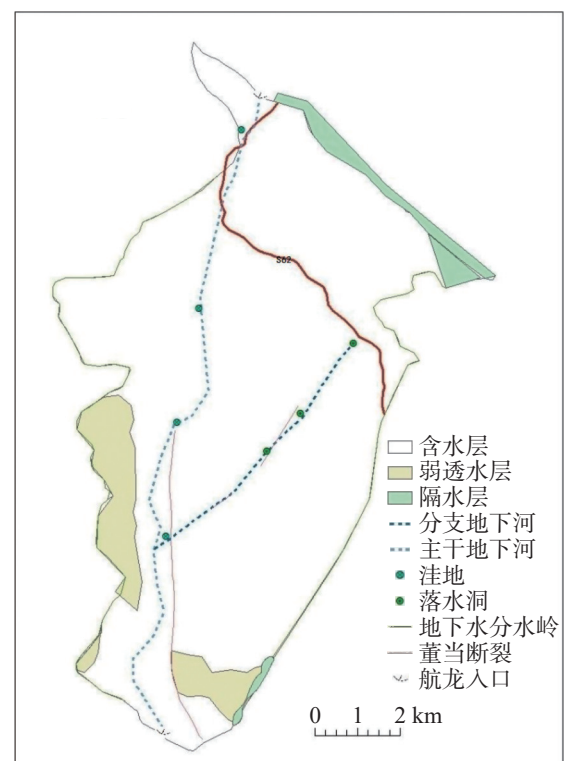 S62
含水层
弱透水层
隔水层
分支地下河
主干地下河
洼地
落水洞
地下水分水岭
董当断裂
航龙入口
0 1 2 km